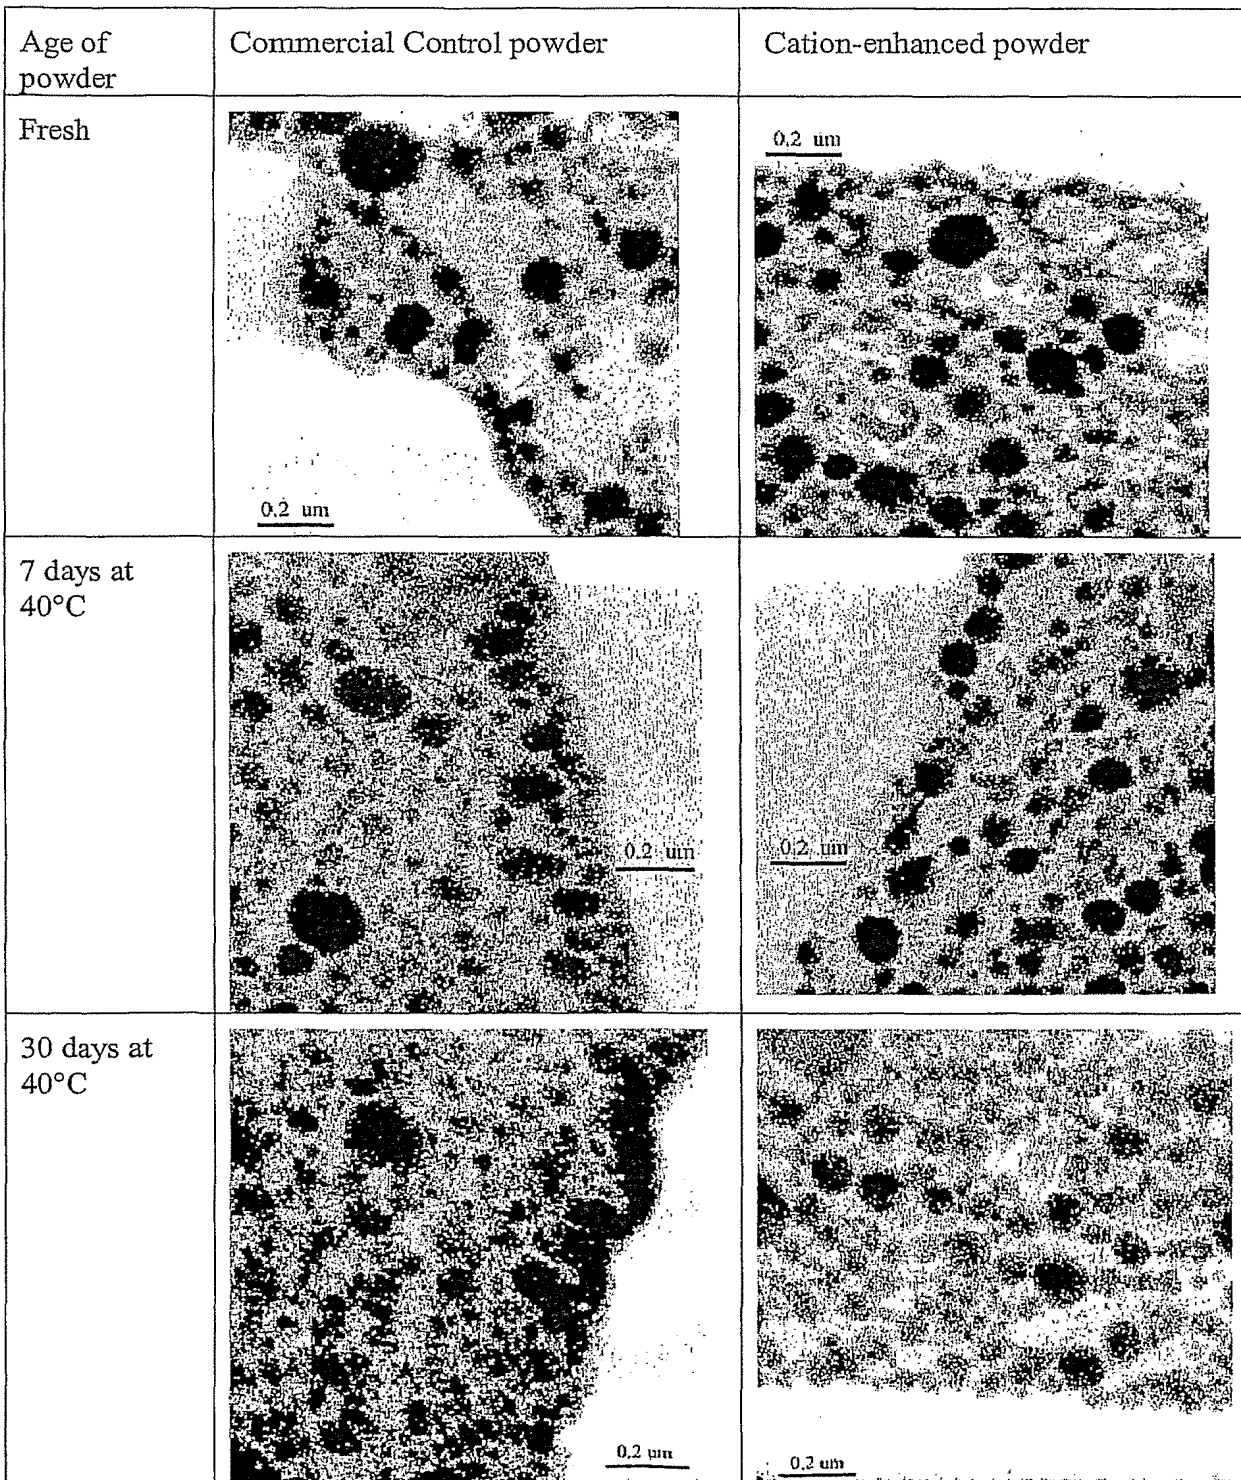 Age of
powder
Commercial Control powder
Cation-enhanced powder
Fresh
0.2 um
0.2 um
7 days at
40°C
0.2 um
0.2 um
30 days at
40°C
0.2 um
0.2 um